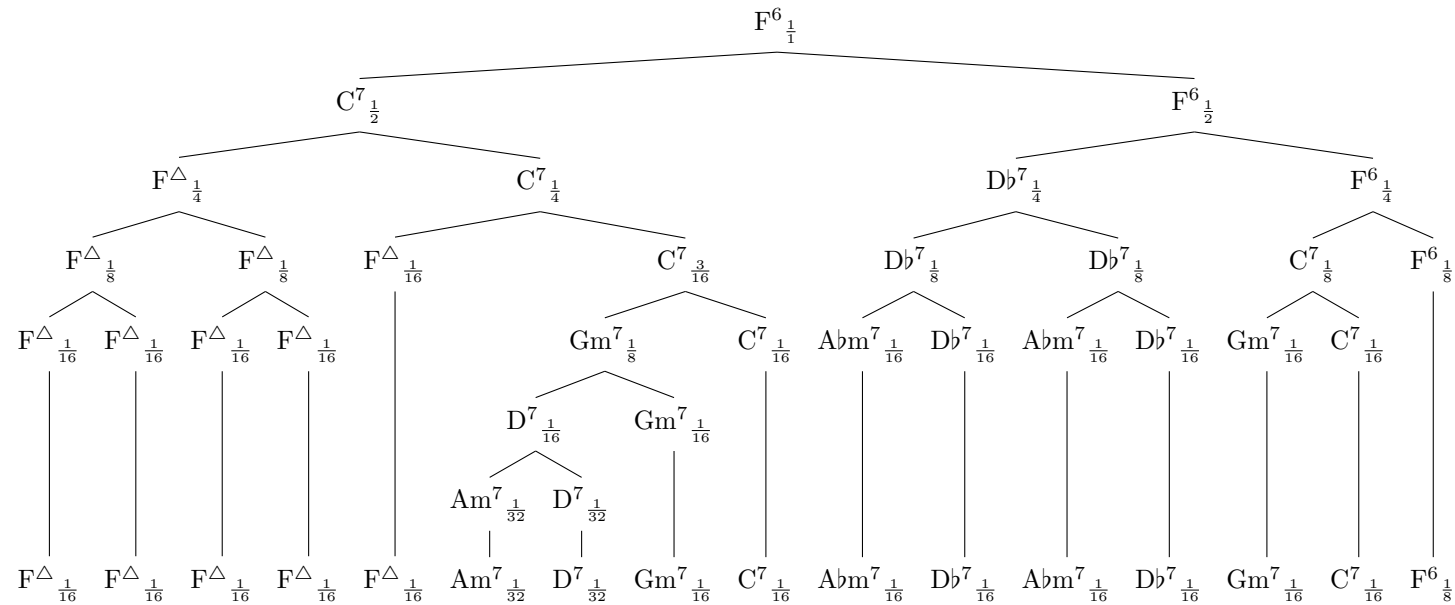 F⁶ 1/1
C⁷ 1/2 F⁶ 1/2
F△ 1/4 C⁷ 1/4 D♭⁷ 1/4 F⁶ 1/4
F△ 1/8 F△ 1/8 F△ 1/16 C⁷ 3/16 D♭⁷ 1/8 D♭⁷ 1/8 C⁷ 1/8 F⁶ 1/8
F△ 1/16 F△ 1/16 F△ 1/16 F△ 1/16 Gm⁷ 1/8 C⁷ 1/16 A♭m⁷ 1/16 D♭⁷ 1/16 A♭m⁷ 1/16 D♭⁷ 1/16 Gm⁷ 1/16 C⁷ 1/16
D⁷ 1/16 Gm⁷ 1/16
Am⁷ 1/32 D⁷ 1/32
F△ 1/16 F△ 1/16 F△ 1/16 F△ 1/16 F△ 1/16 Am⁷ 1/32 D⁷ 1/32 Gm⁷ 1/16 C⁷ 1/16 A♭m⁷ 1/16 D♭⁷ 1/16 A♭m⁷ 1/16 D♭⁷ 1/16 Gm⁷ 1/16 C⁷ 1/16 F⁶ 1/8